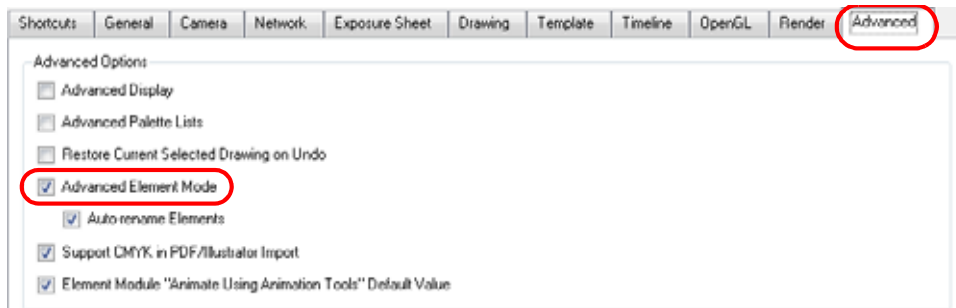 Shortcuts General Camera Network Exposure Sheet Drawing Template Timeline OpenGL Render Advanced
Advanced Options
Advanced Display
Advanced Palette Lists
Restore Current Selected Drawing on Undo
Advanced Element Mode
Auto rename Elements
Support CMYK in PDF/Illustrator Import
Element Module "Animate Using Animation Tools" Default Value